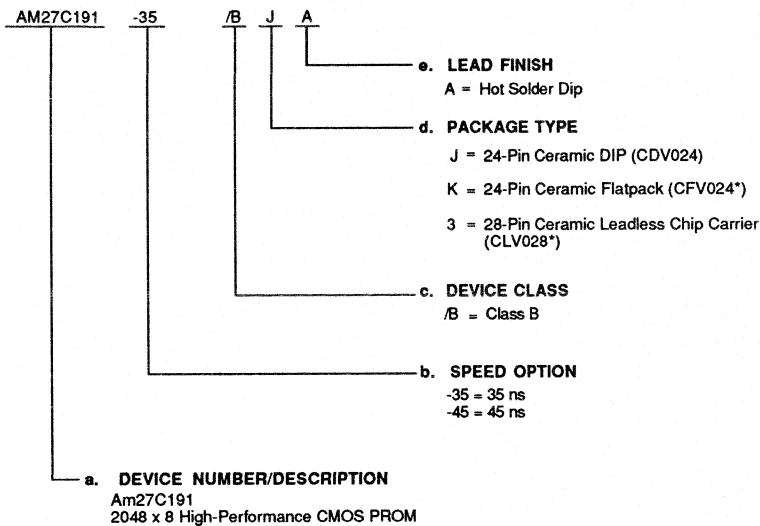 AM27C191 -35 /B J A
e. LEAD FINISH
A = Hot Solder Dip
d. PACKAGE TYPE
J = 24-Pin Ceramic DIP (CDV024)
K = 24-Pin Ceramic Flatpack (CFV024*)
3 = 28-Pin Ceramic Leadless Chip Carrier
(CLV028*)
c. DEVICE CLASS
/B = Class B
b. SPEED OPTION
-35 = 35 ns
-45 = 45 ns
a. DEVICE NUMBER/DESCRIPTION
Am27C191
2048 x 8 High-Performance CMOS PROM